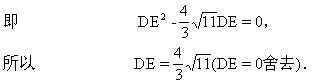 即 DE² - 4/3 √11 DE = 0，
所以 DE = 4/3 √11 (DE = 0舍去).